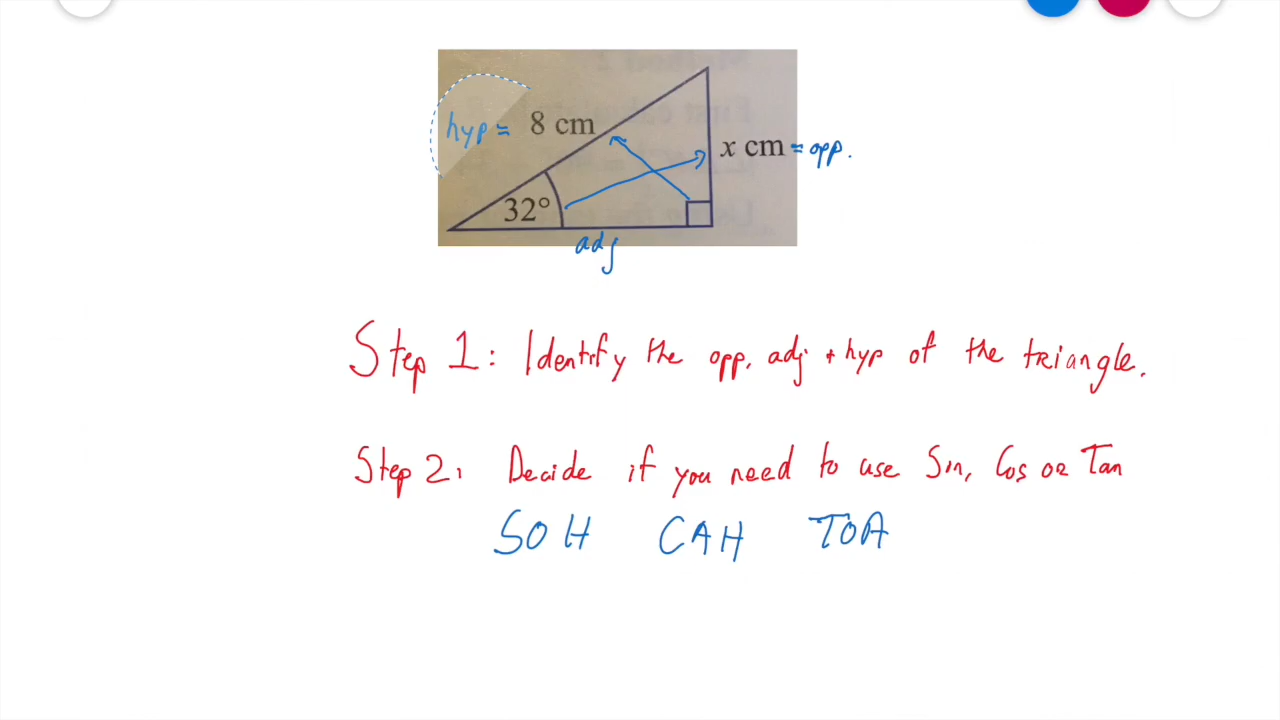 hyp = 8 cm
x cm = opp.
32°
adj
Step 1: Identify the opp, adj + hyp of the triangle.
Step 2: Decide if you need to use Sin, Cos or Tan
SOH CAH TOA